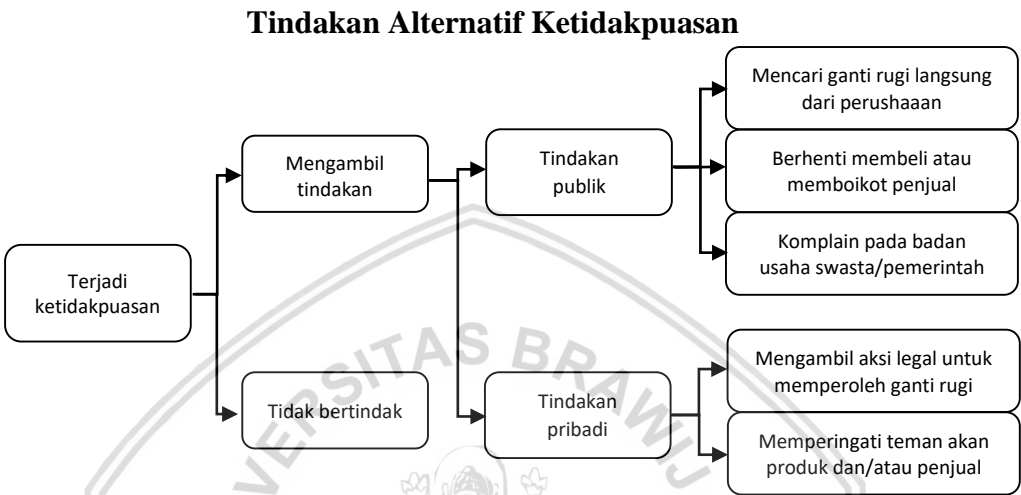 Tindakan Alternatif Ketidakpuasan
Mencari ganti rugi langsung
dari perushaaan
Mengambil
tindakan
Tindakan
publik
Berhenti membeli atau
memboikot penjual
Komplain pada badan
usaha swasta/pemerintah
Terjadi
ketidakpuasan
Tidak bertindak
Tindakan
pribadi
Mengambil aksi legal untuk
memperoleh ganti rugi
Memperingati teman akan
produk dan/atau penjual
VERSITAS BRAWIJ